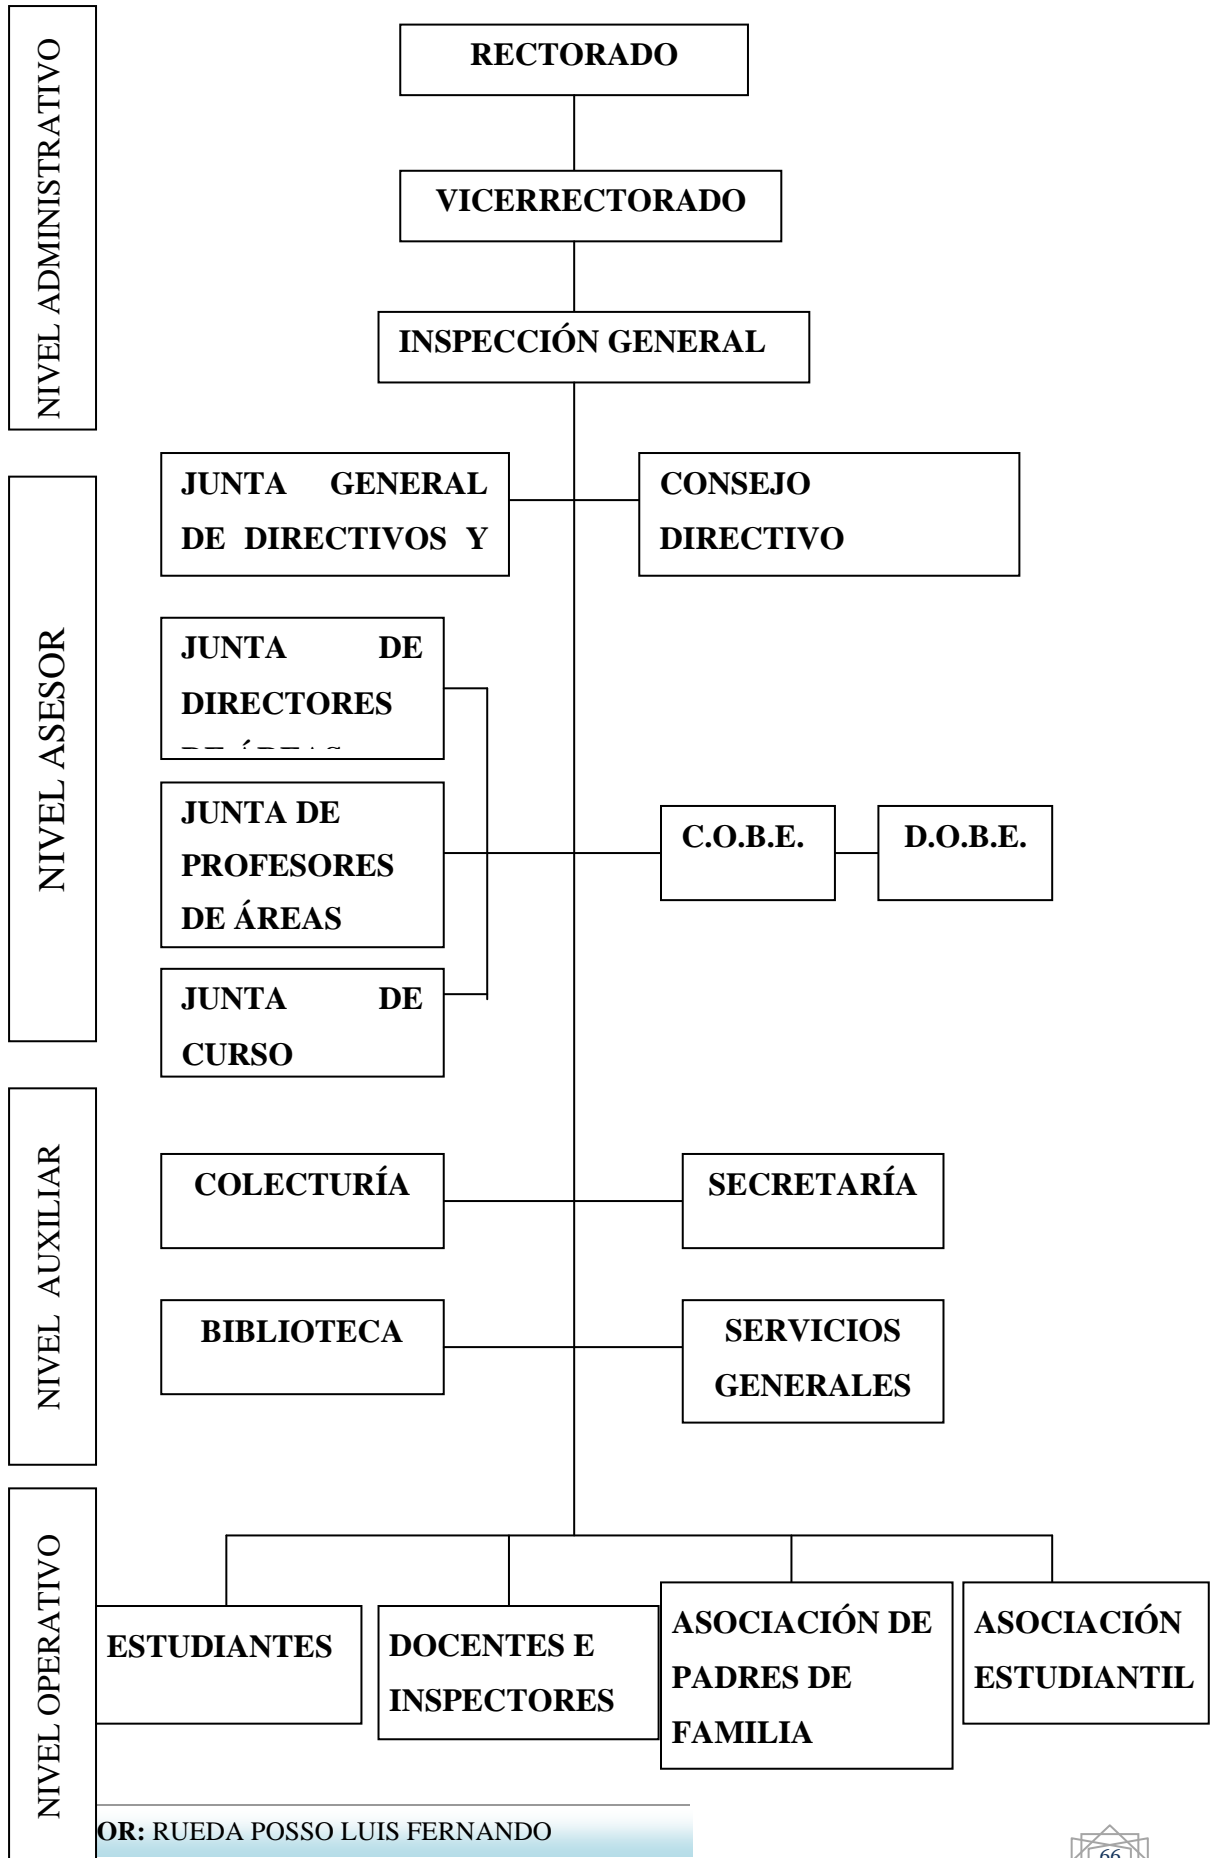 NIVEL ADMINISTRATIVO
RECTORADO
VICERRECTORADO
INSPECCIÓN GENERAL
NIVEL ASESOR
JUNTA GENERAL
DE DIRECTIVOS Y
CONSEJO
DIRECTIVO
JUNTA DE
DIRECTORES
DE ÁREAS
JUNTA DE
PROFESORES
DE ÁREAS
C.O.B.E.
D.O.B.E.
JUNTA DE
CURSO
NIVEL AUXILIAR
COLECTURÍA
SECRETARÍA
BIBLIOTECA
SERVICIOS
GENERALES
NIVEL OPERATIVO
ESTUDIANTES
DOCENTES E
INSPECTORES
ASOCIACIÓN DE
PADRES DE
FAMILIA
ASOCIACIÓN
ESTUDIANTIL
OR: RUEDA POSSO LUIS FERNANDO
66